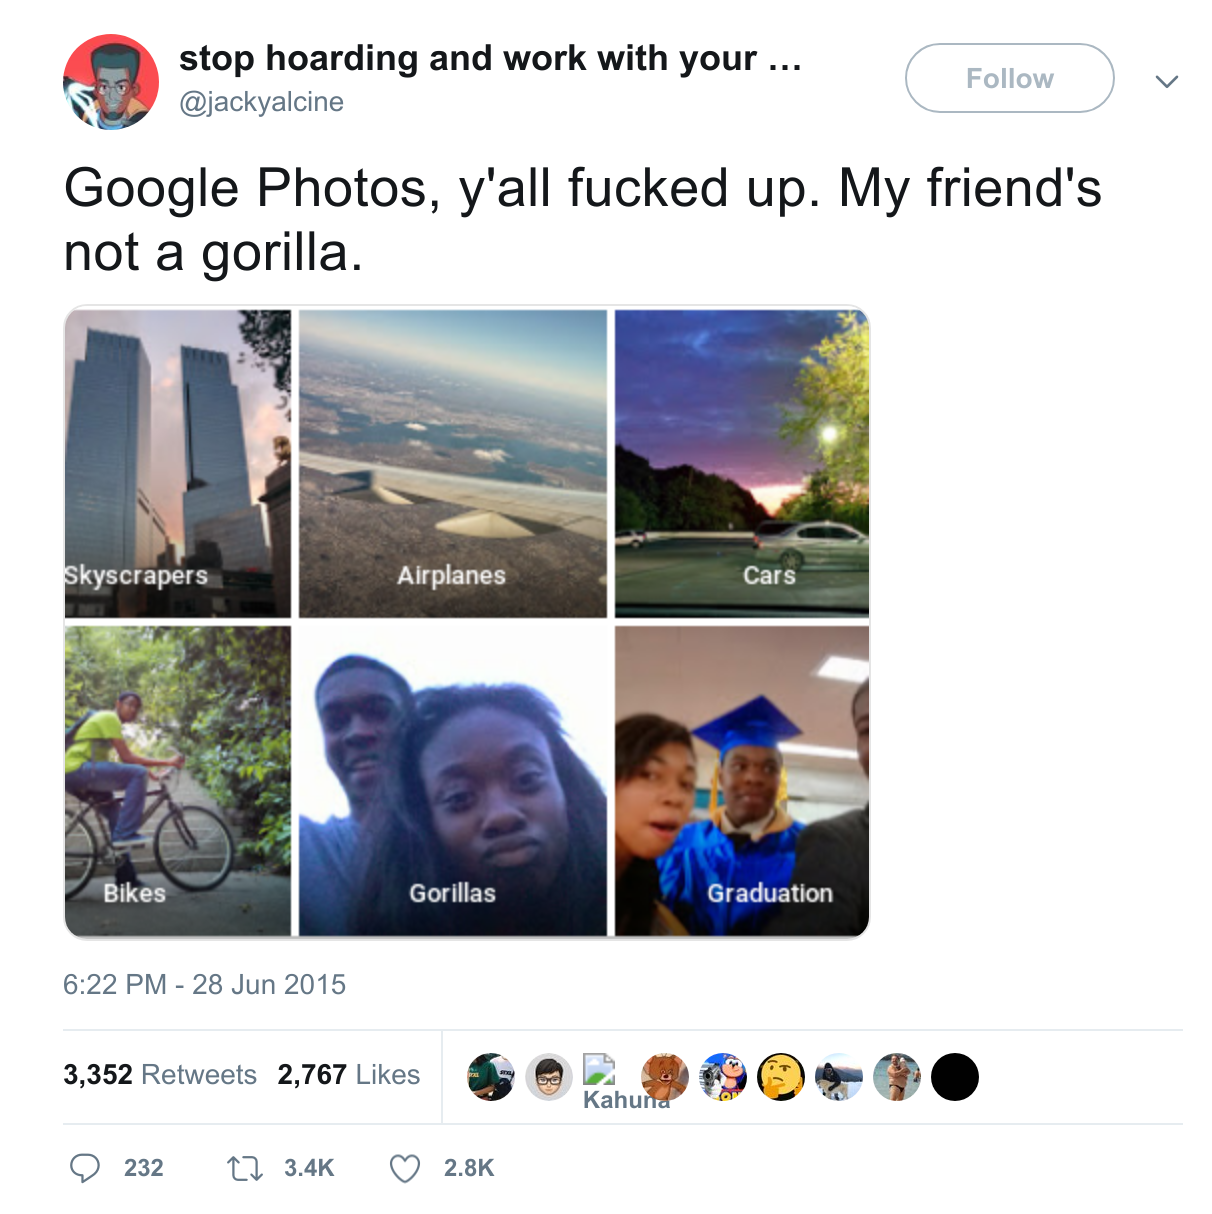 stop hoarding and work with your ...
@jackyalcine
Follow
Google Photos, y'all fucked up. My friend's
not a gorilla.
Skyscrapers
Airplanes
Cars
Bikes
Gorillas
Graduation
6:22 PM - 28 Jun 2015
3,352 Retweets 2,767 Likes
Kahuna
232 3.4K 2.8K